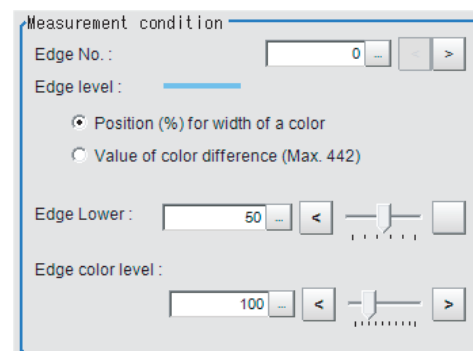 Measurement condition
Edge No. : 0 ... < >
Edge level :
Position (%) for width of a color
Value of color difference (Max. 442)
Edge Lower : 50 ... <
Edge color level :
100 ... < >